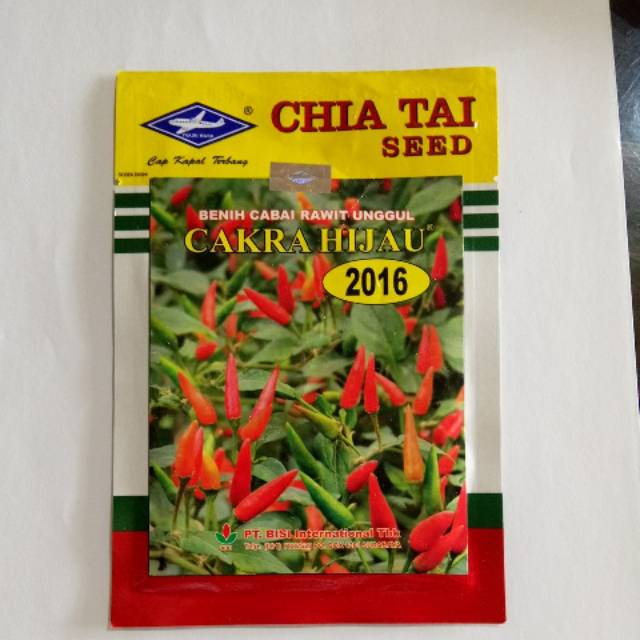 CHIA TAI
®
SEED
Cap Kapal Terbang
BENIH CABAI RAWIT UNGGUL
CAKRA HIJAU®
2016
PT. BISI International Tbk